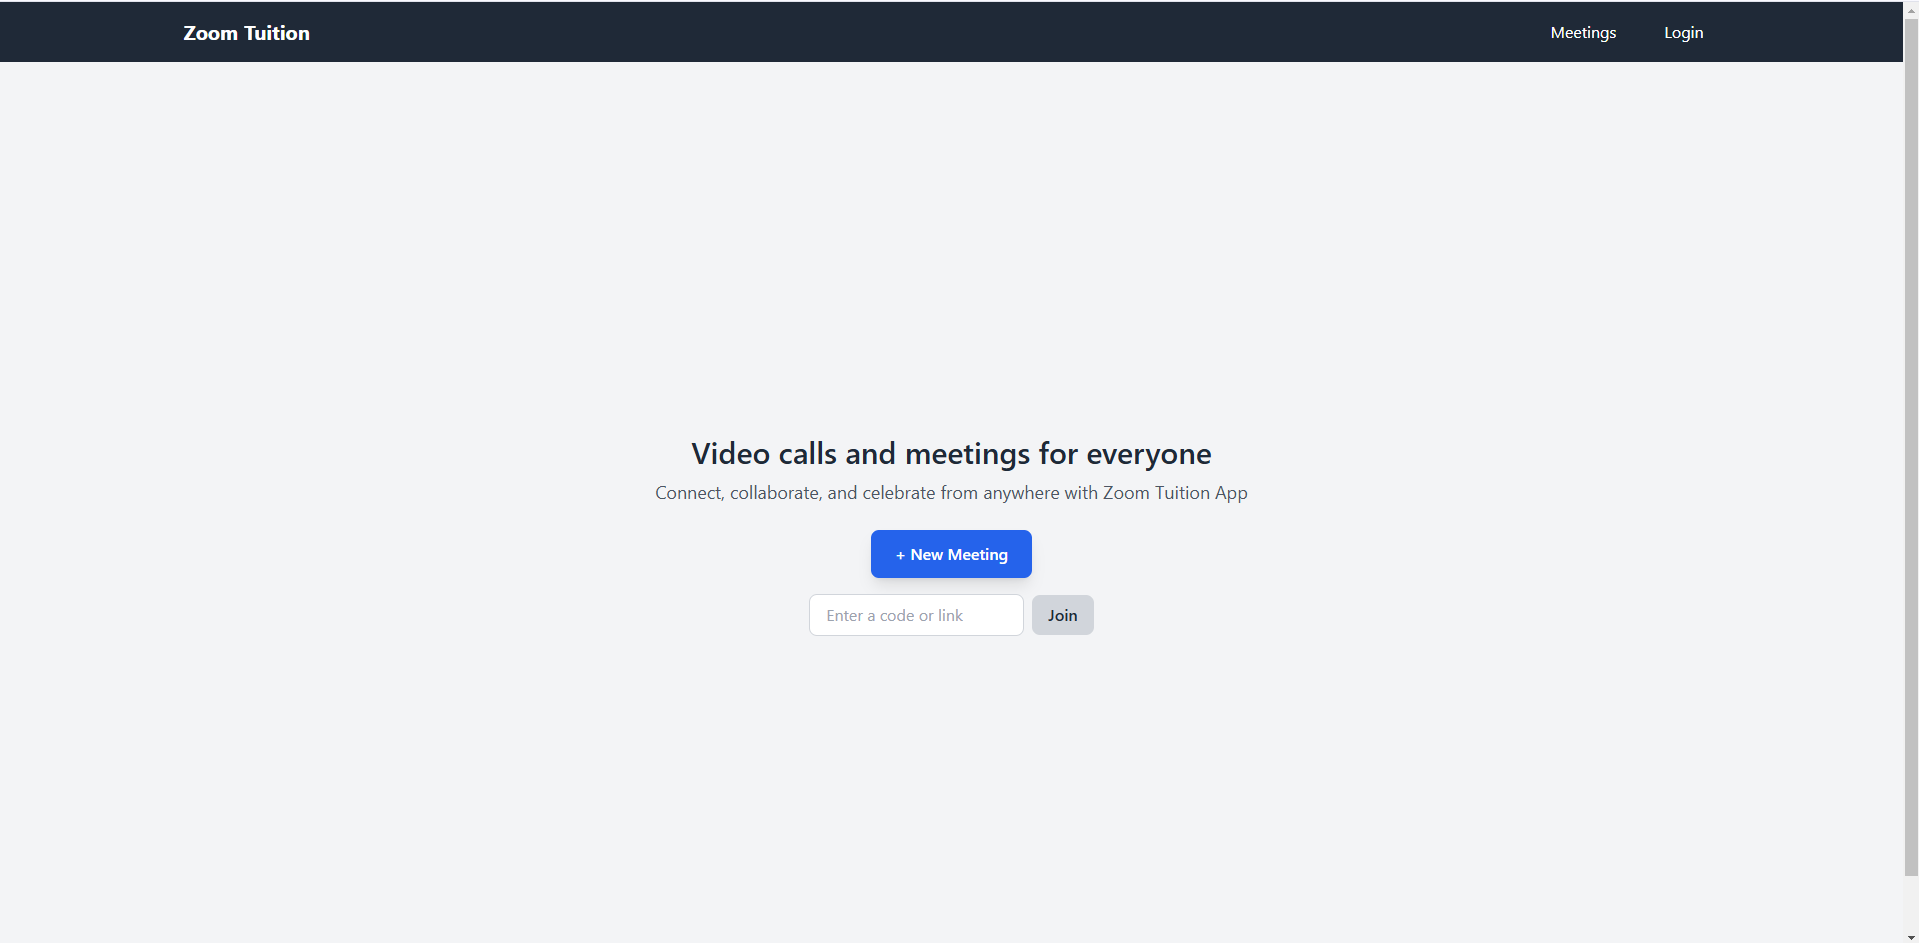 Zoom Tuition
Meetings
Login
Video calls and meetings for everyone
Connect, collaborate, and celebrate from anywhere with Zoom Tuition App
+ New Meeting
Enter a code or link
Join